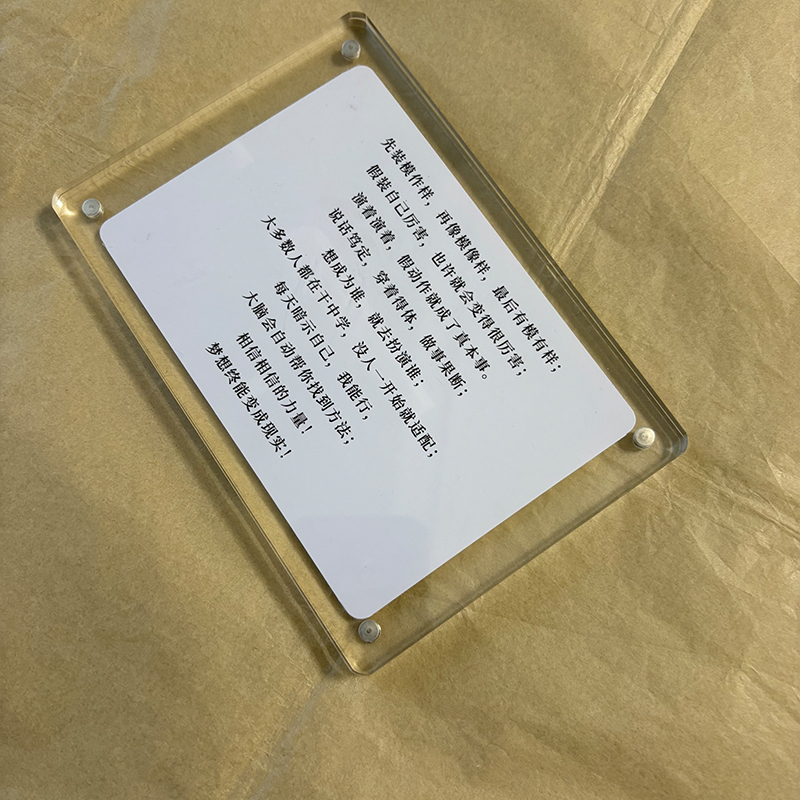 先装模作样，再像模像样，最后有模有样；
假装自己厉害，也许就会变得很厉害；
演着演着，假动作就成了真本事。
说话笃定，穿着得体，做事果断；
想成为谁，就去扮演谁；
大多数人都在干中学，没人一开始就适配；
每天暗示自己，我能行，
大脑会自动帮你找到方法；
相信相信的力量！
梦想终能变成现实！